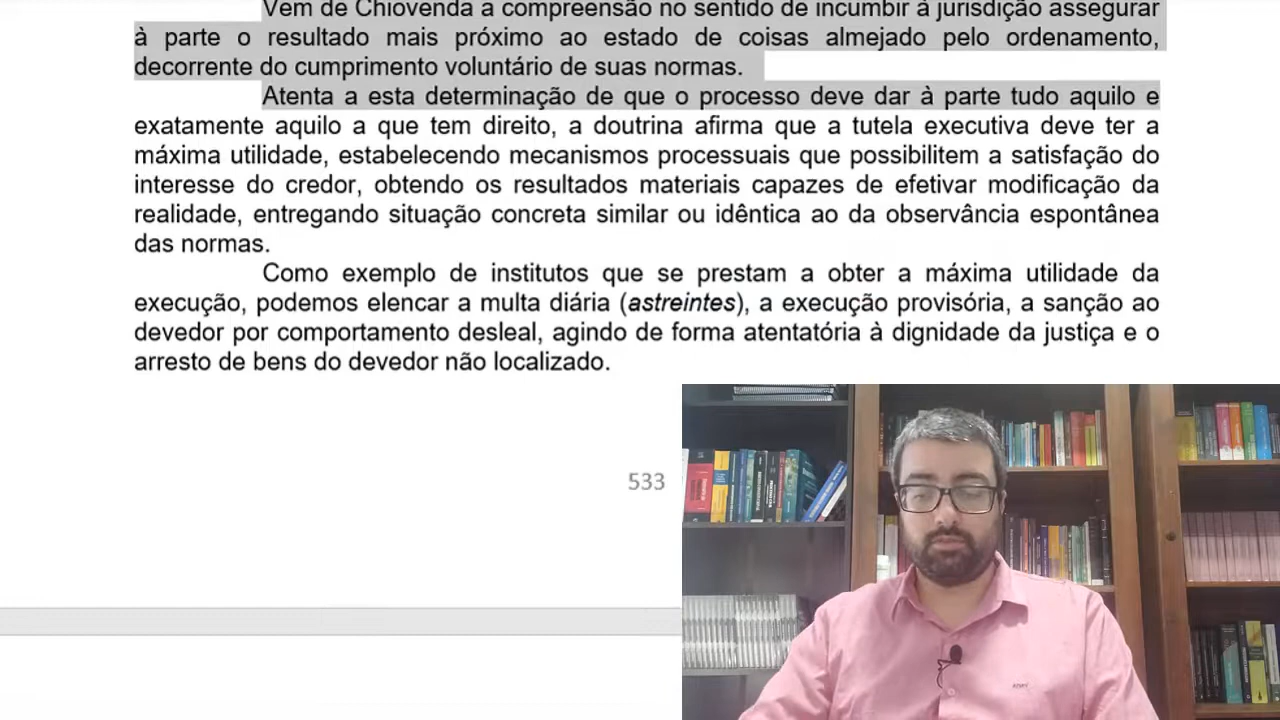 Vem de Chiovenda a compreensão no sentido de incumbir à jurisdição assegurar
à parte o resultado mais próximo ao estado de coisas almejado pelo ordenamento,
decorrente do cumprimento voluntário de suas normas.
Atenta a esta determinação de que o processo deve dar à parte tudo aquilo e
exatamente aquilo a que tem direito, a doutrina afirma que a tutela executiva deve ter a
máxima utilidade, estabelecendo mecanismos processuais que possibilitem a satisfação do
interesse do credor, obtendo os resultados materiais capazes de efetivar modificação da
realidade, entregando situação concreta similar ou idêntica ao da observância espontânea
das normas.
Como exemplo de institutos que se prestam a obter a máxima utilidade da
execução, podemos elencar a multa diária (astreintes), a execução provisória, a sanção ao
devedor por comportamento desleal, agindo de forma atentatória à dignidade da justiça e o
arresto de bens do devedor não localizado.
533